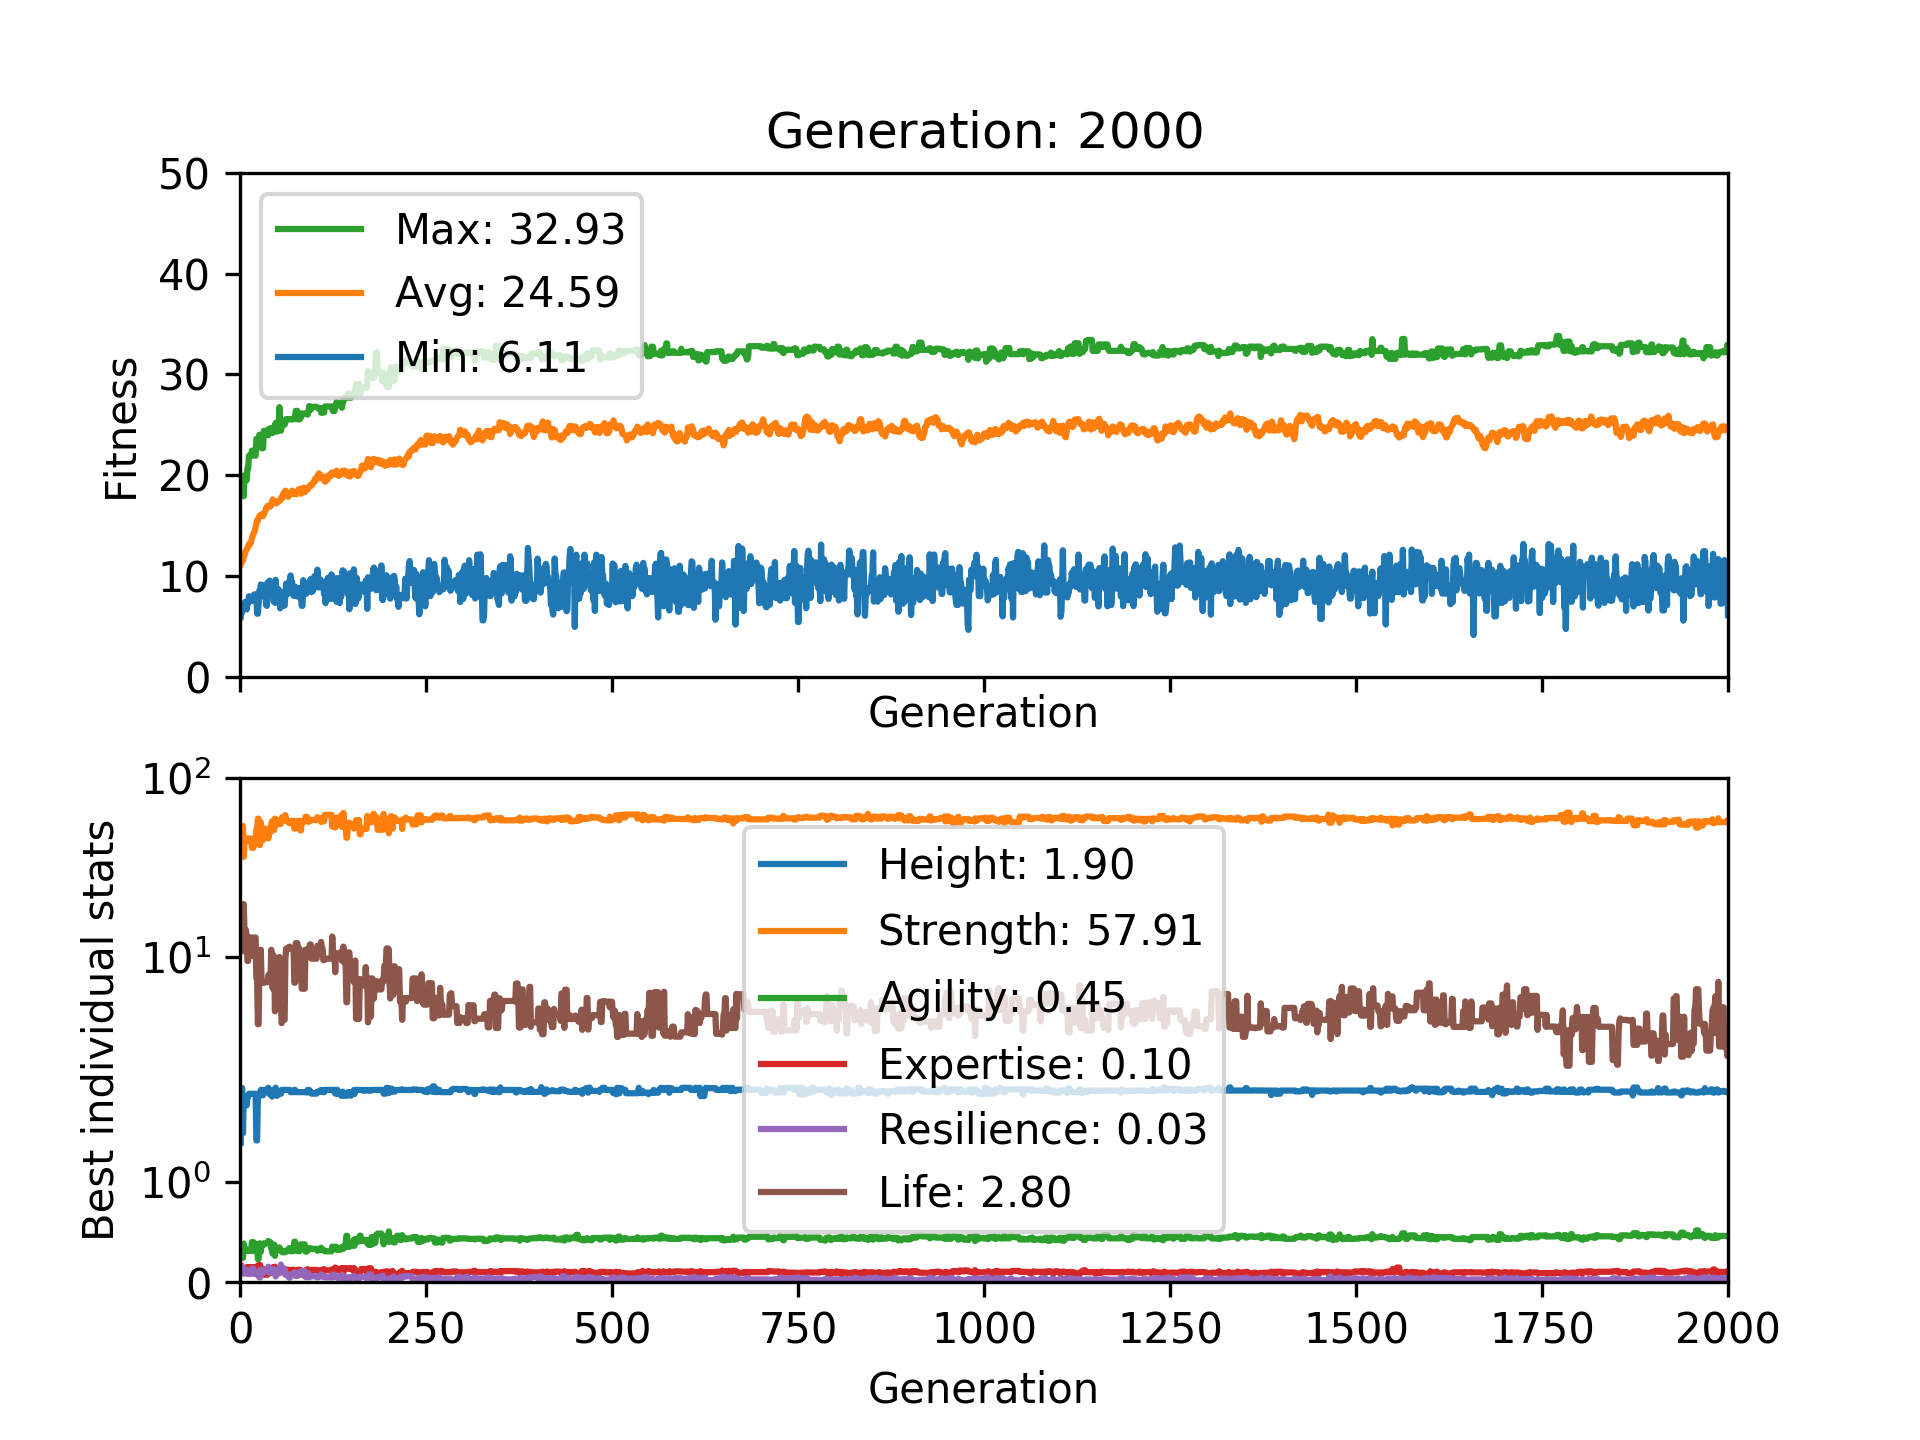 Generation: 2000
50
40
30
20
10
0
Fitness
Max: 32.93
Avg: 24.59
Min: 6.11
Generation
10²
10¹
10⁰
0
Best individual stats
Height: 1.90
Strength: 57.91
Agility: 0.45
Expertise: 0.10
Resilience: 0.03
Life: 2.80
0 250 500 750 1000 1250 1500 1750 2000
Generation